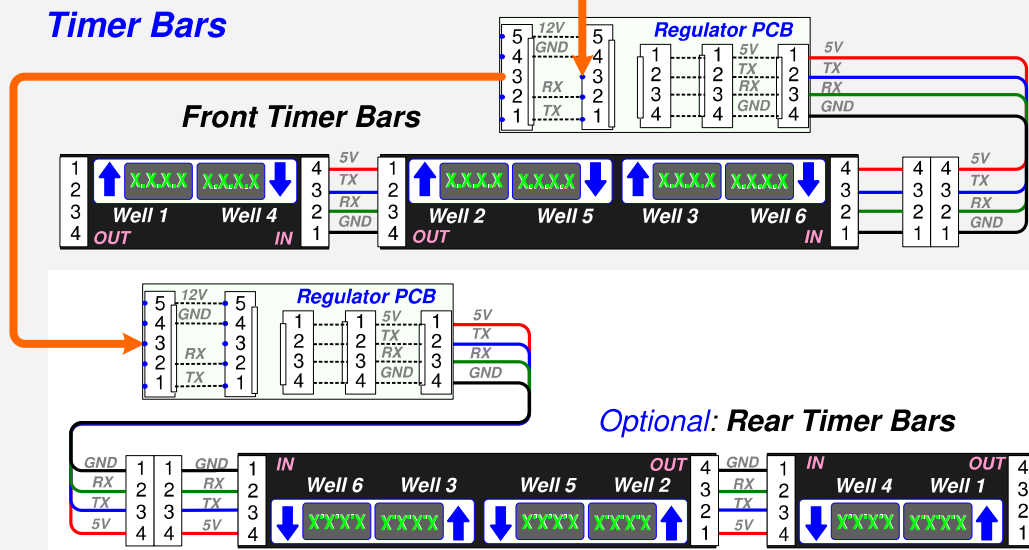 Timer Bars
Regulator PCB
5 12V 5 1 1 5V 1 5V
4 GND 4 2 2 TX 2 TX
3 3 3 3 RX 3 RX
2 RX 2 4 4 GND 4 GND
1 TX 1
Front Timer Bars
1 X.X.X.X X.X.X.X 4 5V 1 X.X.X.X X.X.X.X X.X.X.X X.X.X.X 4 4 4 5V
2 3 TX 2 3 3 3 TX
3 Well 1 Well 4 2 RX 3 Well 2 Well 5 Well 3 Well 6 2 2 2 RX
4 OUT IN 1 GND 4 OUT IN 1 1 1 GND
Regulator PCB
5 12V 5 1 1 5V 1 5V
4 GND 4 2 2 TX 2 TX
3 3 3 3 RX 3 RX
2 RX 2 4 4 GND 4 GND
1 TX 1
Optional: Rear Timer Bars
GND 1 1 GND 1 IN OUT 4 GND 1 IN OUT 4
RX 2 2 RX 2 Well 6 Well 3 Well 5 Well 2 3 RX 2 Well 4 Well 1 3
TX 3 3 TX 3 X.X.X.X X.X.X.X X.X.X.X X.X.X.X 2 TX 3 X.X.X.X X.X.X.X 2
5V 4 4 5V 4 1 5V 4 1